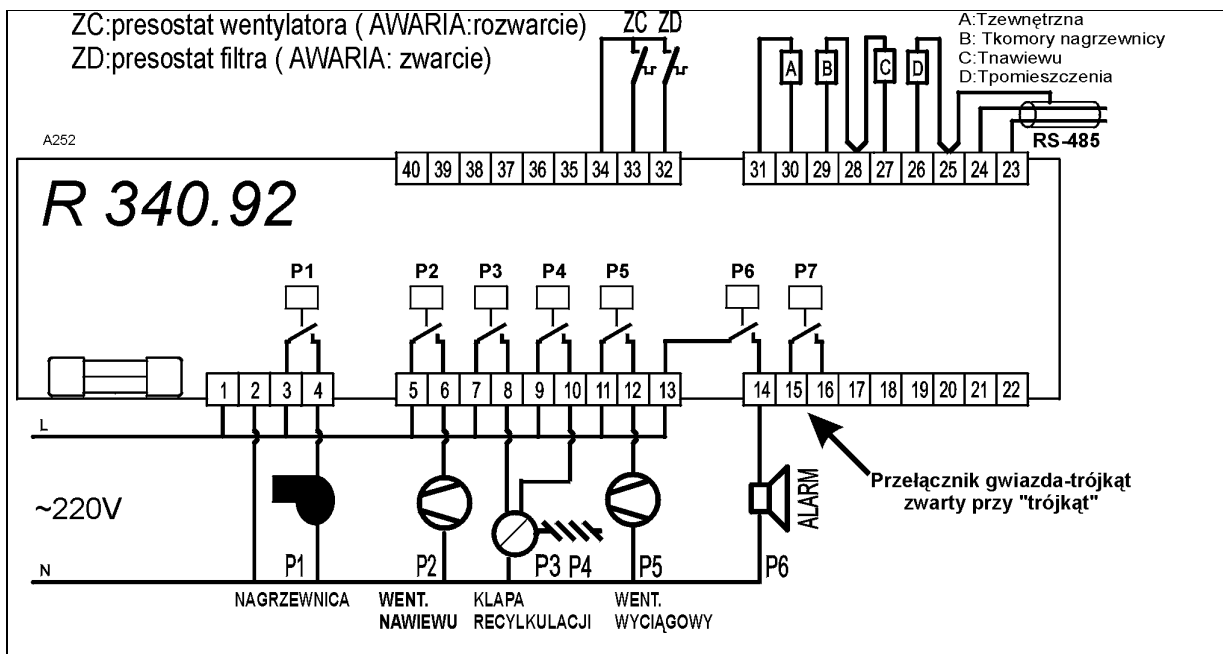 ZC:presostat wentylatora ( AWARIA:rozwarcie)
ZD:presostat filtra ( AWARIA: zwarcie)
ZC ZD
A:Tzewnętrzna
B: Tkomory nagrzewnicy
C:Tnawiewu
D:Tpomieszczenia
A B C D
RS-485
A252
40 39 38 37 36 35 34 33 32
31 30 29 28 27 26 25 24 23
R 340.92
P1 P2 P3 P4 P5 P6 P7
1 2 3 4
5 6 7 8 9 10 11 12 13
14 15 16 17 18 19 20 21 22
L
~220V
Przełącznik gwiazda-trójkąt
zwarty przy "trójkąt"
ALARM
N
P1 P2 P3 P4 P5 P6
NAGRZEWNICA
WENT.
NAWIEWU
KLAPA
RECYLKULACJI
WENT.
WYCIĄGOWY